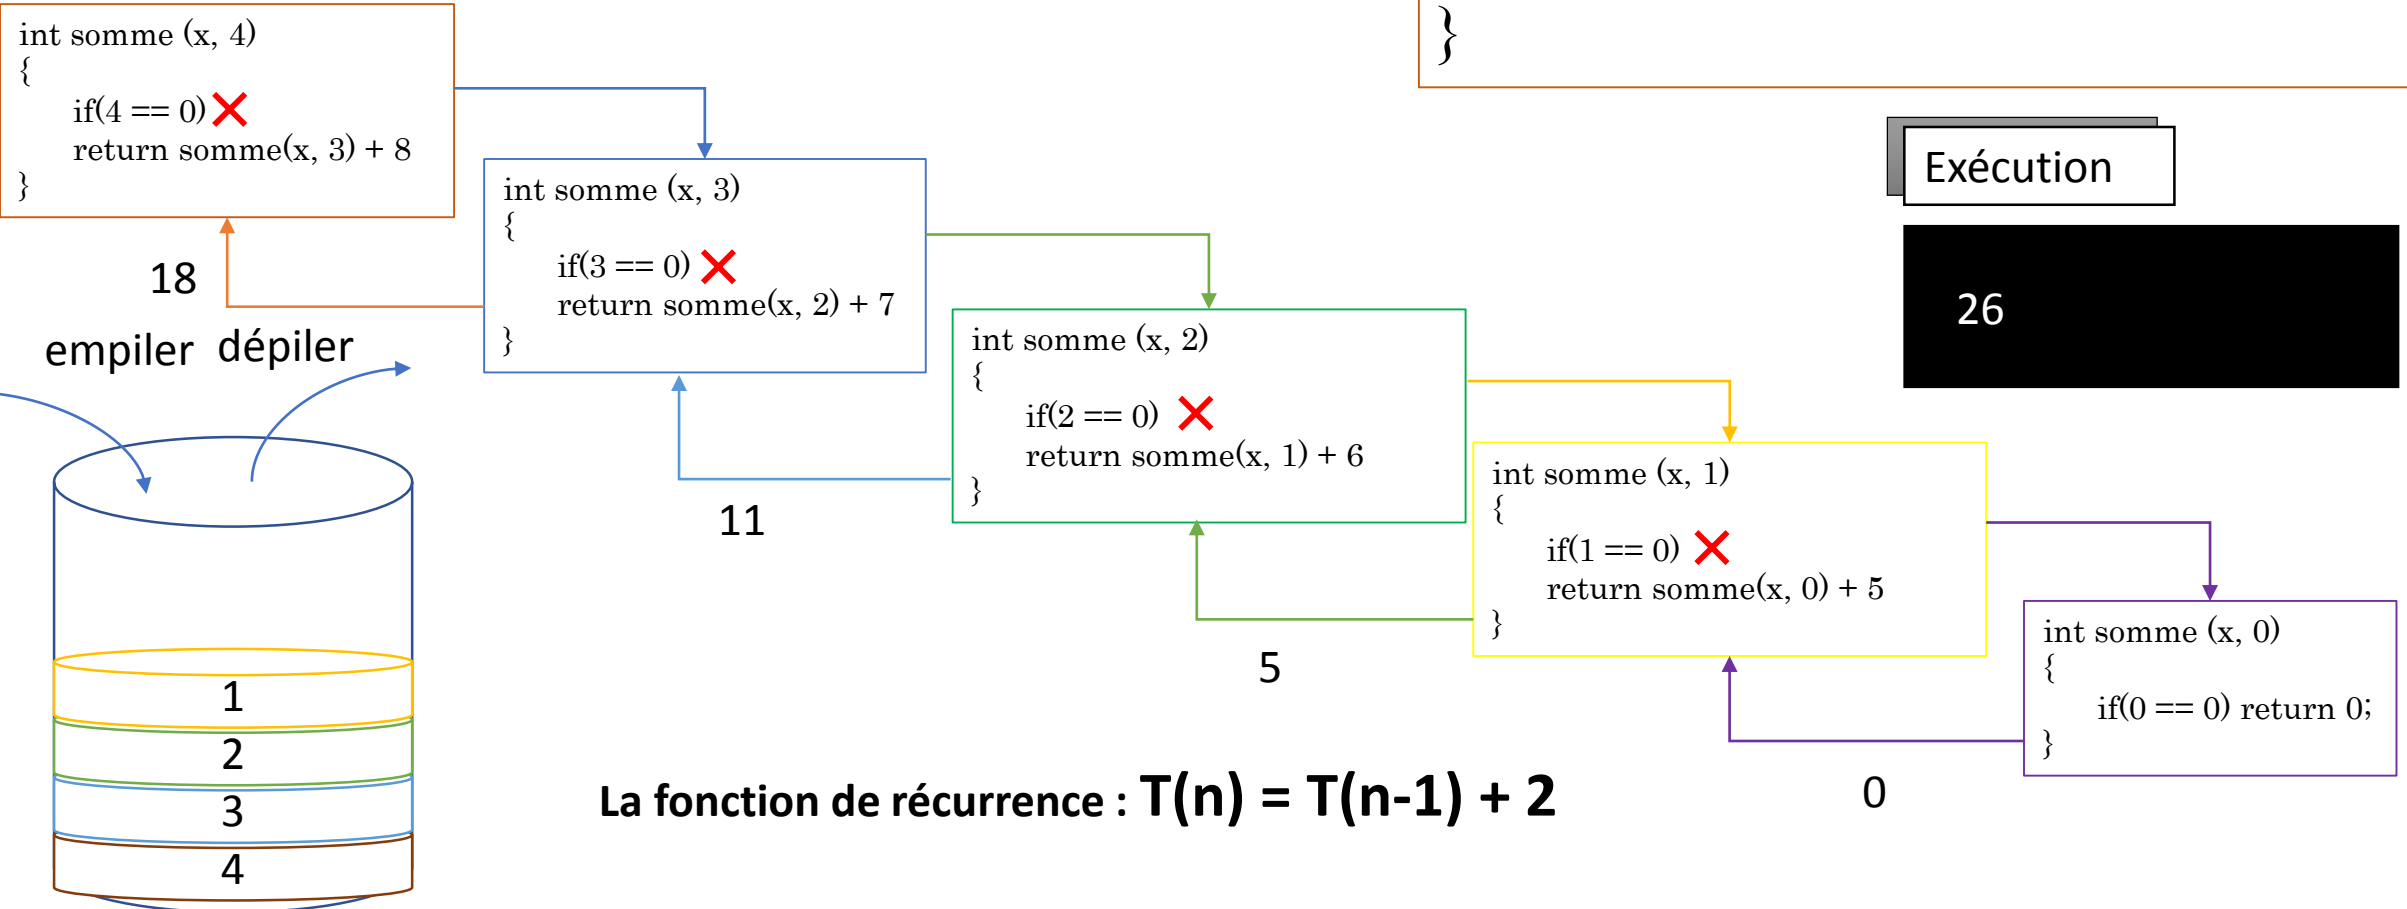 }
int somme (x, 4)
{
if(4 == 0)
return somme(x, 3) + 8
}
Exécution
26
int somme (x, 3)
{
if(3 == 0)
return somme(x, 2) + 7
}
18
empiler dépiler
int somme (x, 2)
{
if(2 == 0)
return somme(x, 1) + 6
}
11
int somme (x, 1)
{
if(1 == 0)
return somme(x, 0) + 5
}
5
int somme (x, 0)
{
if(0 == 0) return 0;
}
0
1
2
3
4
La fonction de récurrence : T(n) = T(n-1) + 2